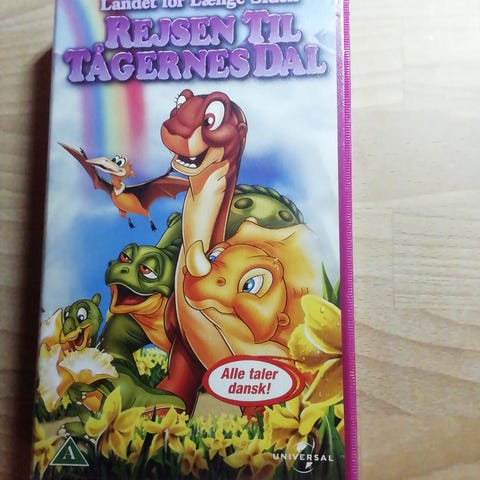 Landet for Længe Siden
REJSEN TIL
TÅGERNES DAL
Alle taler
dansk!
A
UNIVERSAL